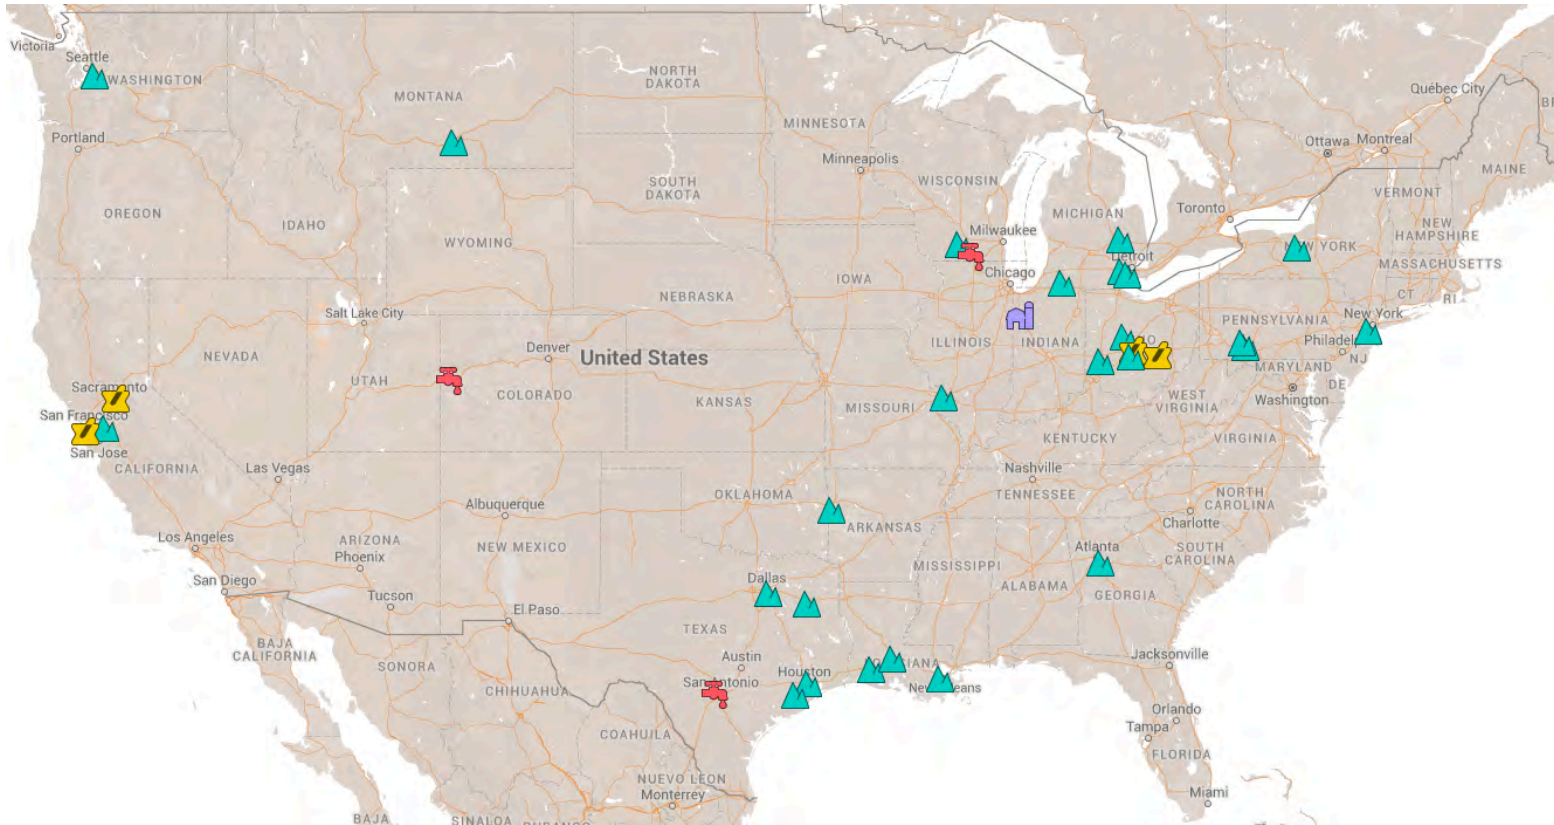 Victoria
Seattle
WASHINGTON
MONTANA
NORTH
DAKOTA
MINNESOTA
Québec City
Ottawa
Montreal
Portland
Minneapolis
MAINE
SOUTH
DAKOTA
WISCONSIN
VERMONT
OREGON
IDAHO
MICHIGAN
Toronto
NEW
HAMPSHIRE
WYOMING
Milwaukee
NEW YORK
Detroit
MASSACHUSETTS
Chicago
IOWA
NEBRASKA
CT
RI
Salt Lake City
New York
PENNSYLVANIA
NEVADA
Denver
United States
ILLINOIS
INDIANA
NJ
MARYLAND
DE
UTAH
COLORADO
KANSAS
MISSOURI
WEST
VIRGINIA
Washington
Sacramento
San Francisco
San Jose
CALIFORNIA
KENTUCKY
VIRGINIA
Las Vegas
Nashville
TENNESSEE
OKLAHOMA
NORTH
CAROLINA
Albuquerque
ARKANSAS
Charlotte
Los Angeles
ARIZONA
Phoenix
NEW MEXICO
Atlanta
SOUTH
CAROLINA
MISSISSIPPI
ALABAMA
GEORGIA
San Diego
Dallas
Tucson
El Paso
TEXAS
BAJA
CALIFORNIA
SONORA
Austin
Houston
Jacksonville
San Antonio
CHIHUAHUA
COAHUILA
Orlando
Tampa
FLORIDA
NUEVO LEON
Monterrey
Miami
BAJA
SINALOA